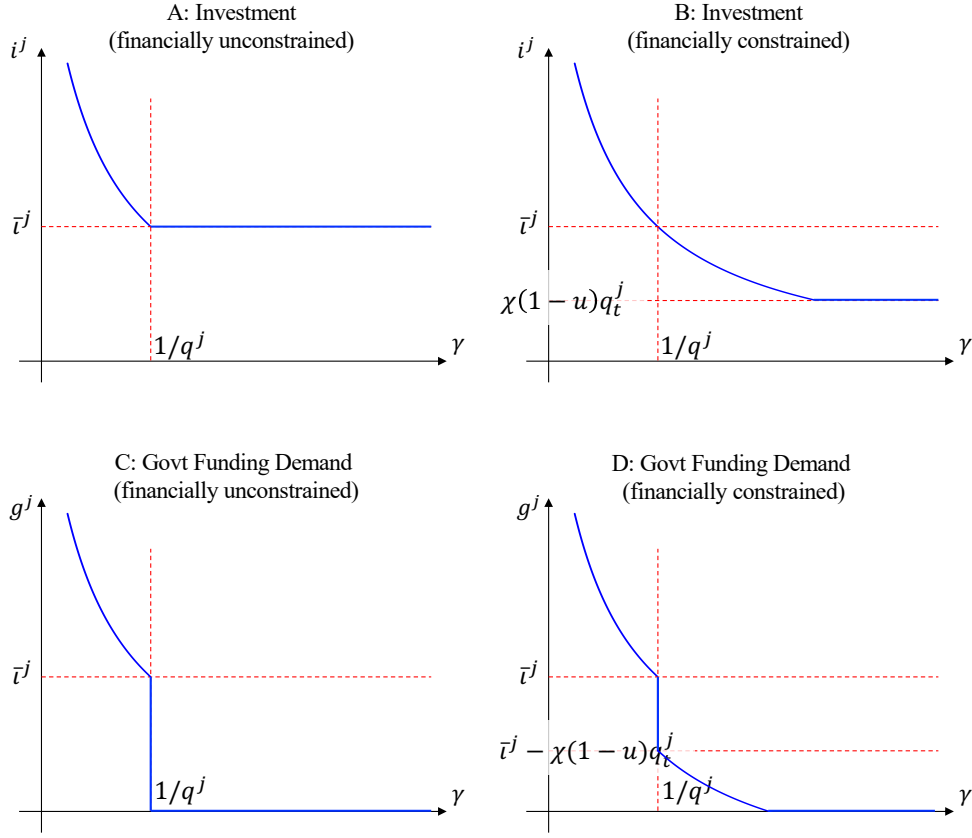 A: Investment
(financially unconstrained)
i^j
ῑ^j
1/q^j
γ
B: Investment
(financially constrained)
i^j
ῑ^j
χ(1 − u)q_t^j
1/q^j
γ
C: Govt Funding Demand
(financially unconstrained)
g^j
ῑ^j
1/q^j
γ
D: Govt Funding Demand
(financially constrained)
g^j
ῑ^j
ῑ^j − χ(1 − u)q_t^j
1/q^j
γ